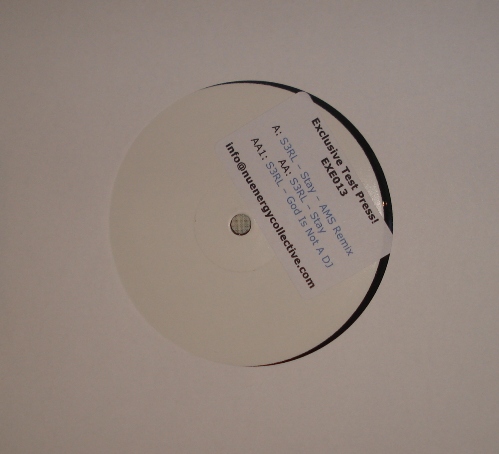 Exclusive Test Press!
EXE013
A: S3RL - Stay - AMS Remix
AA: S3RL - Stay
AA1: S3RL - God Is Not A DJ
info@nuenergycollective.com